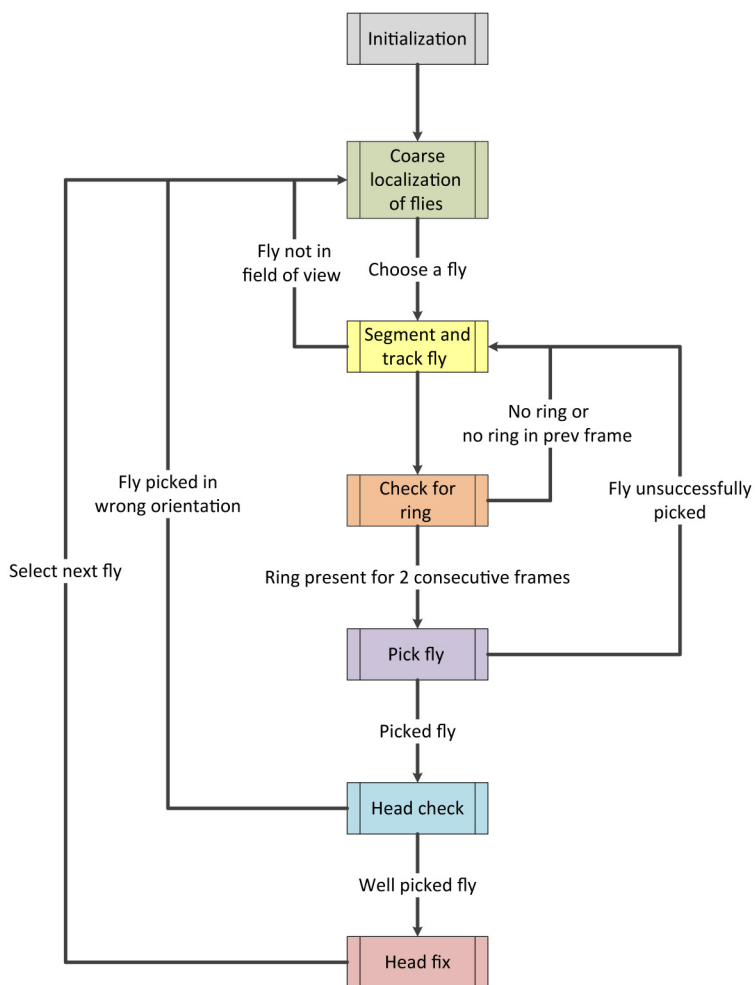 Initialization
Coarse
localization
of flies
Fly not in
field of view
Choose a fly
Segment and
track fly
No ring or
no ring in prev frame
Fly picked in
wrong orientation
Check for
ring
Fly unsuccessfully
picked
Select next fly
Ring present for 2 consecutive frames
Pick fly
Picked fly
Head check
Well picked fly
Head fix